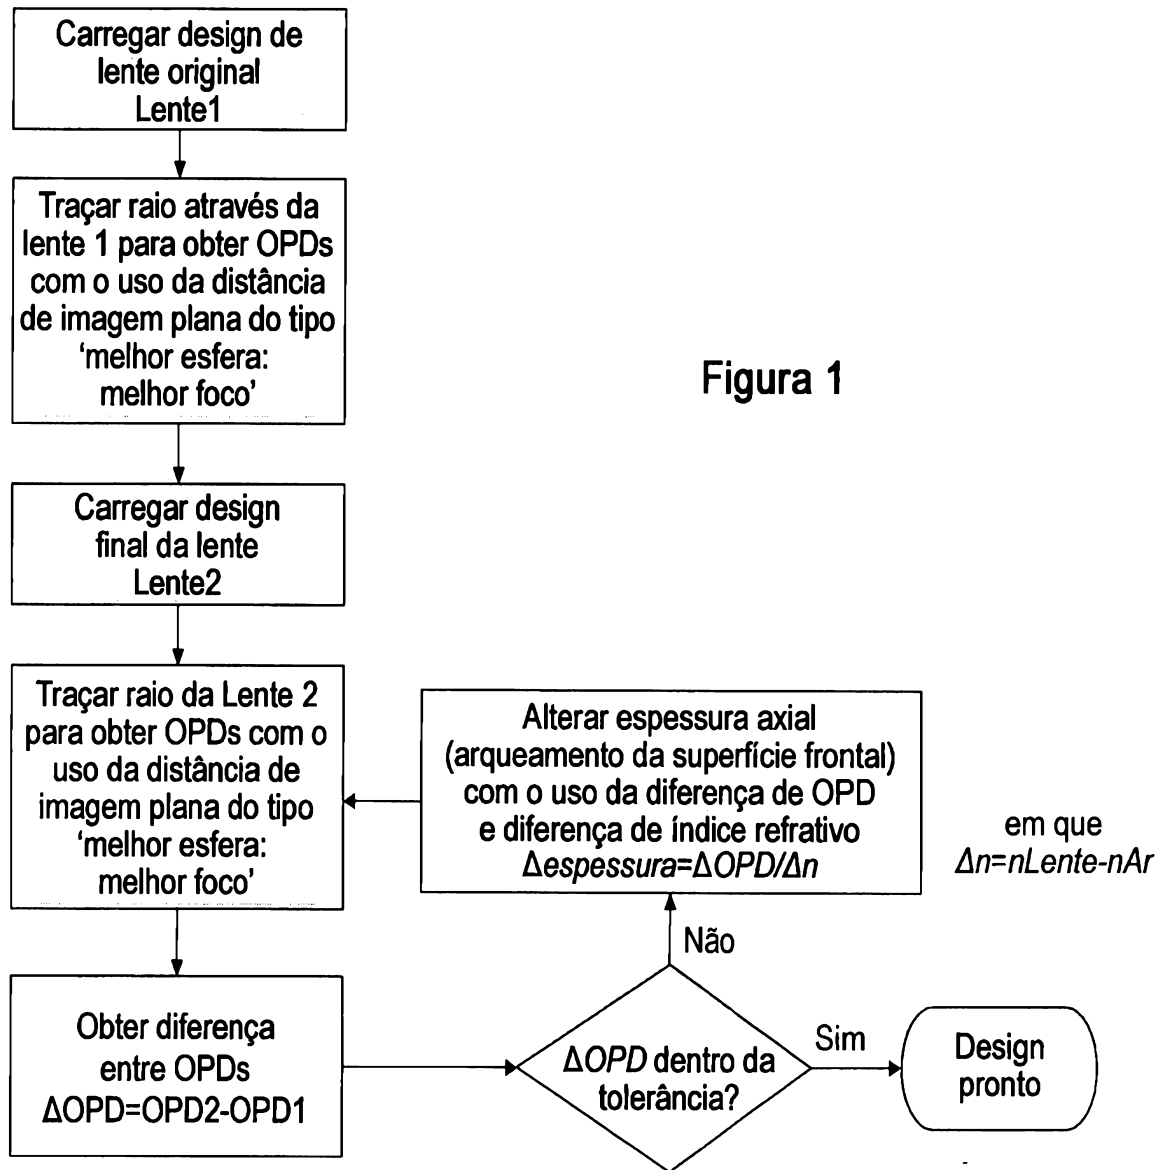 Carregar design de
lente original
Lente1
Traçar raio através da
lente 1 para obter OPDs
com o uso da distância
de imagem plana do tipo
‘melhor esfera:
melhor foco’
Figura 1
Carregar design
final da lente
Lente2
Traçar raio da Lente 2
para obter OPDs com o
uso da distância de
imagem plana do tipo
‘melhor esfera:
melhor foco’
Alterar espessura axial
(arqueamento da superfície frontal)
com o uso da diferença de OPD
e diferença de índice refrativo
Δespessura=ΔOPD/Δn
em que
Δn=nLente-nAr
Não
Obter diferença
entre OPDs
ΔOPD=OPD2-OPD1
ΔOPD dentro da
tolerância?
Sim
Design
pronto